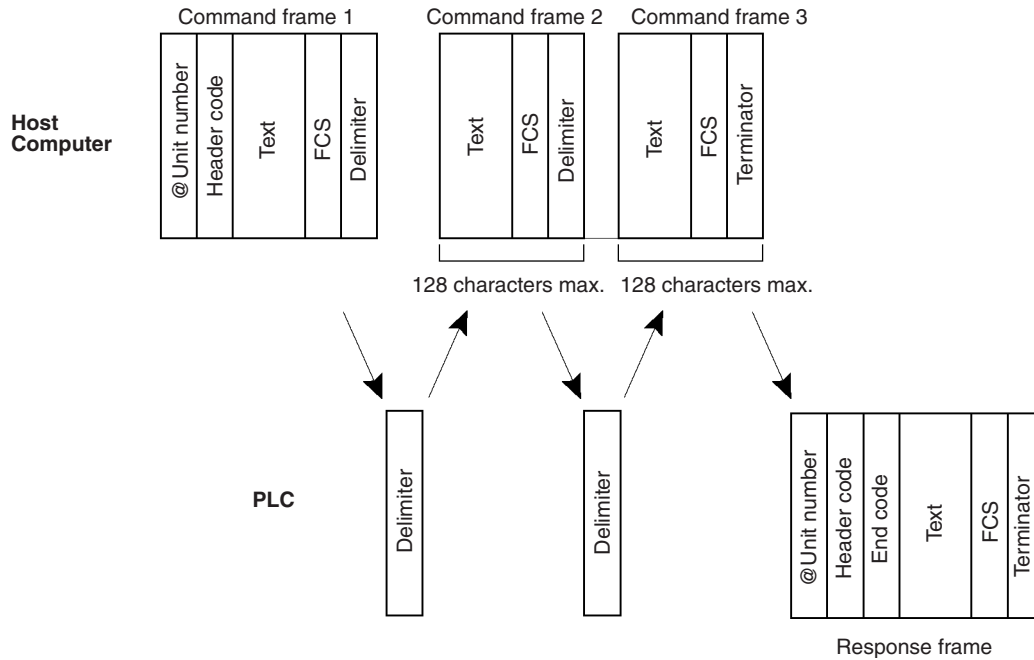 Command frame 1
Command frame 2
Command frame 3
Host
Computer
@Unit number
Header code
Text
FCS
Delimiter
Text
FCS
Delimiter
Text
FCS
Terminator
128 characters max.
128 characters max.
PLC
Delimiter
Delimiter
@Unit number
Header code
End code
Text
FCS
Terminator
Response frame